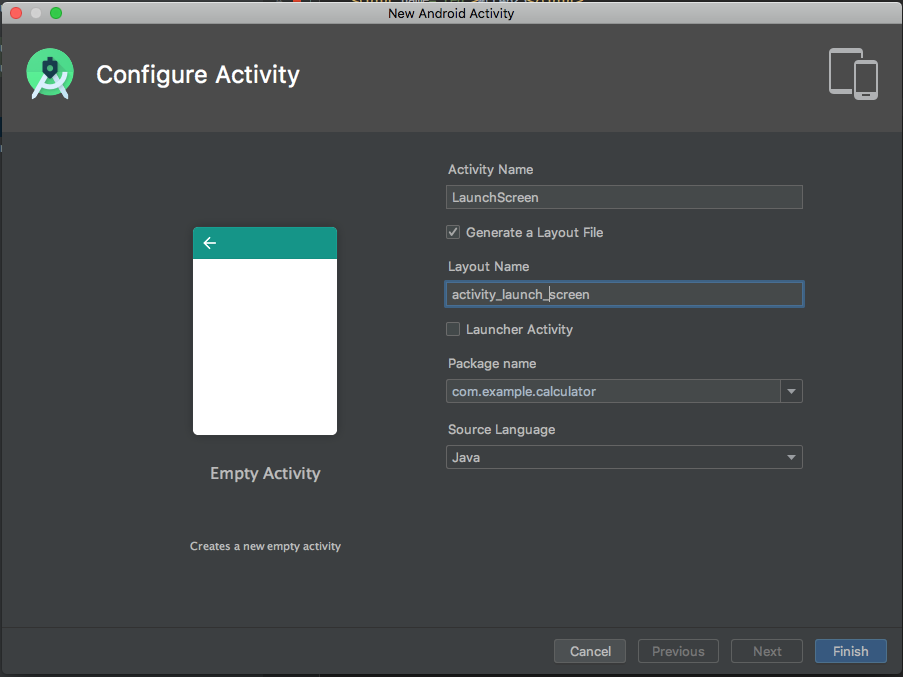 New Android Activity
Configure Activity
Activity Name
LaunchScreen
Generate a Layout File
Layout Name
activity_launch_screen
Launcher Activity
Package name
com.example.calculator
Source Language
Java
Empty Activity
Creates a new empty activity
Cancel
Previous
Next
Finish